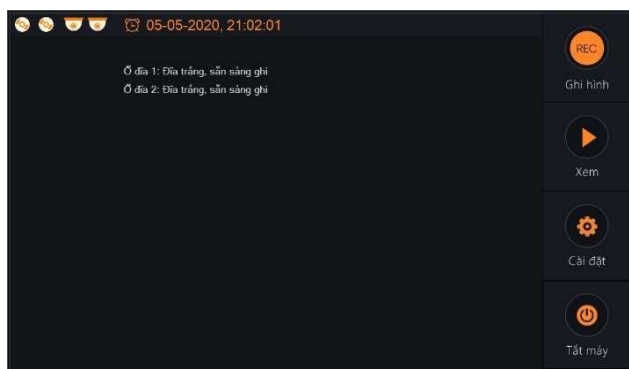 05-05-2020, 21:02:01
Ổ đĩa 1: Đĩa trắng, sẵn sàng ghi
Ổ đĩa 2: Đĩa trắng, sẵn sàng ghi
REC
Ghi hình
Xem
Cài đặt
Tắt máy